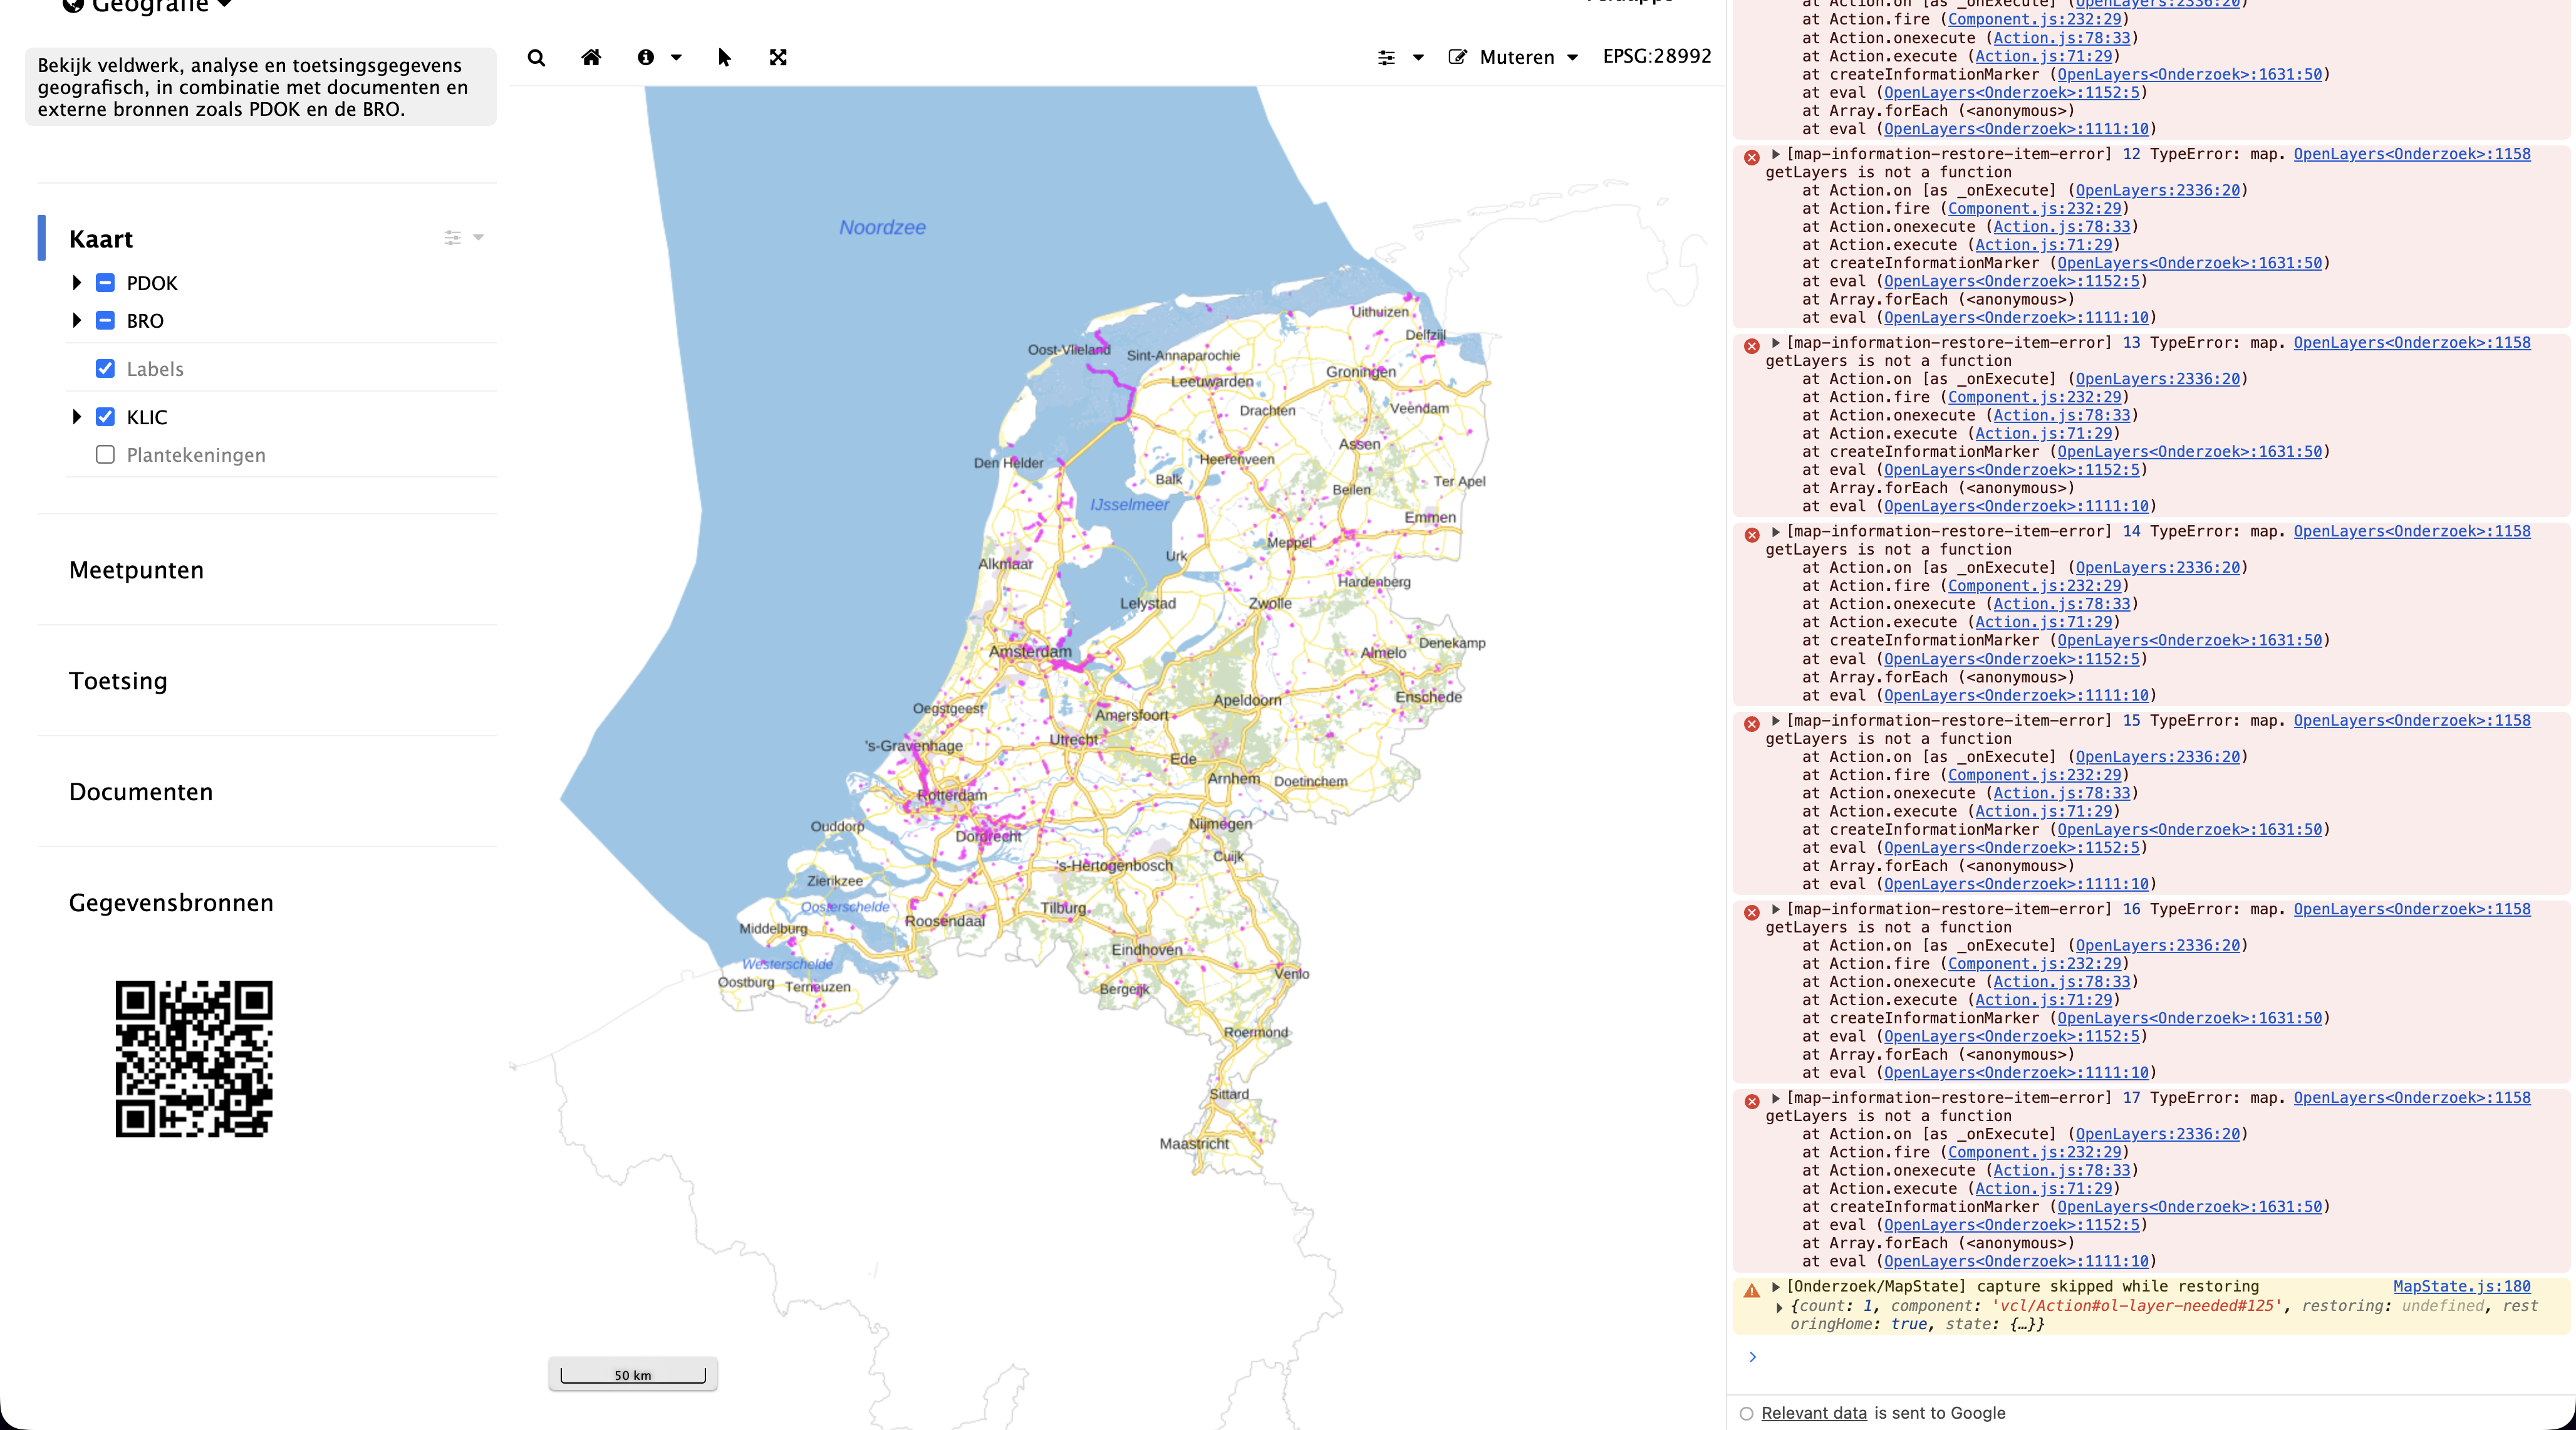 Geografie
Bekijk veldwerk, analyse en toetsingsgegevens
geografisch, in combinatie met documenten en
externe bronnen zoals PDOK en de BRO.
Kaart
PDOK
BRO
Labels
KLIC
Plantekeningen
Meetpunten
Toetsing
Documenten
Gegevensbronnen
Muteren
EPSG:28992
Noordzee
Uithuizen
Delfzijl
Oost-Vlieland
Sint-Annaparochie
Leeuwarden
Groningen
Drachten
Veendam
Assen
Den Helder
Heerenveen
Balk
Beilen
Ter Apel
IJsselmeer
Emmen
Meppel
Urk
Alkmaar
Hardenberg
Lelystad
Zwolle
Denekamp
Amsterdam
Almelo
Enschede
Apeldoorn
Oegstgeest
Amersfoort
Utrecht
's-Gravenhage
Ede
Arnhem
Doetinchem
Rotterdam
Nijmegen
Ouddorp
Dordrecht
Cuijk
's-Hertogenbosch
Zierikzee
Oosterschelde
Tilburg
Roosendaal
Middelburg
Eindhoven
Westerschelde
Venlo
Oostburg
Terneuzen
Bergeijk
Roermond
Sittard
Maastricht
50 km
at Action.on [as _onExecute] (OpenLayers:2336:20)
at Action.fire (Component.js:232:29)
at Action.onexecute (Action.js:78:33)
at Action.execute (Action.js:71:29)
at createInformationMarker (OpenLayers<Onderzoek>:1631:50)
at eval (OpenLayers<Onderzoek>:1152:5)
at Array.forEach (<anonymous>)
at eval (OpenLayers<Onderzoek>:1111:10)
[map-information-restore-item-error] 12 TypeError: map. OpenLayers<Onderzoek>:1158
getLayers is not a function
at Action.on [as _onExecute] (OpenLayers:2336:20)
at Action.fire (Component.js:232:29)
at Action.onexecute (Action.js:78:33)
at Action.execute (Action.js:71:29)
at createInformationMarker (OpenLayers<Onderzoek>:1631:50)
at eval (OpenLayers<Onderzoek>:1152:5)
at Array.forEach (<anonymous>)
at eval (OpenLayers<Onderzoek>:1111:10)
[map-information-restore-item-error] 13 TypeError: map. OpenLayers<Onderzoek>:1158
getLayers is not a function
at Action.on [as _onExecute] (OpenLayers:2336:20)
at Action.fire (Component.js:232:29)
at Action.onexecute (Action.js:78:33)
at Action.execute (Action.js:71:29)
at createInformationMarker (OpenLayers<Onderzoek>:1631:50)
at eval (OpenLayers<Onderzoek>:1152:5)
at Array.forEach (<anonymous>)
at eval (OpenLayers<Onderzoek>:1111:10)
[map-information-restore-item-error] 14 TypeError: map. OpenLayers<Onderzoek>:1158
getLayers is not a function
at Action.on [as _onExecute] (OpenLayers:2336:20)
at Action.fire (Component.js:232:29)
at Action.onexecute (Action.js:78:33)
at Action.execute (Action.js:71:29)
at createInformationMarker (OpenLayers<Onderzoek>:1631:50)
at eval (OpenLayers<Onderzoek>:1152:5)
at Array.forEach (<anonymous>)
at eval (OpenLayers<Onderzoek>:1111:10)
[map-information-restore-item-error] 15 TypeError: map. OpenLayers<Onderzoek>:1158
getLayers is not a function
at Action.on [as _onExecute] (OpenLayers:2336:20)
at Action.fire (Component.js:232:29)
at Action.onexecute (Action.js:78:33)
at Action.execute (Action.js:71:29)
at createInformationMarker (OpenLayers<Onderzoek>:1631:50)
at eval (OpenLayers<Onderzoek>:1152:5)
at Array.forEach (<anonymous>)
at eval (OpenLayers<Onderzoek>:1111:10)
[map-information-restore-item-error] 16 TypeError: map. OpenLayers<Onderzoek>:1158
getLayers is not a function
at Action.on [as _onExecute] (OpenLayers:2336:20)
at Action.fire (Component.js:232:29)
at Action.onexecute (Action.js:78:33)
at Action.execute (Action.js:71:29)
at createInformationMarker (OpenLayers<Onderzoek>:1631:50)
at eval (OpenLayers<Onderzoek>:1152:5)
at Array.forEach (<anonymous>)
at eval (OpenLayers<Onderzoek>:1111:10)
[map-information-restore-item-error] 17 TypeError: map. OpenLayers<Onderzoek>:1158
getLayers is not a function
at Action.on [as _onExecute] (OpenLayers:2336:20)
at Action.fire (Component.js:232:29)
at Action.onexecute (Action.js:78:33)
at Action.execute (Action.js:71:29)
at createInformationMarker (OpenLayers<Onderzoek>:1631:50)
at eval (OpenLayers<Onderzoek>:1152:5)
at Array.forEach (<anonymous>)
at eval (OpenLayers<Onderzoek>:1111:10)
[Onderzoek/MapState] capture skipped while restoring MapState.js:180
{count: 1, component: 'vcl/Action#ol-layer-needed#125', restoring: undefined, rest
oringHome: true, state: {…}}
Relevant data is sent to Google